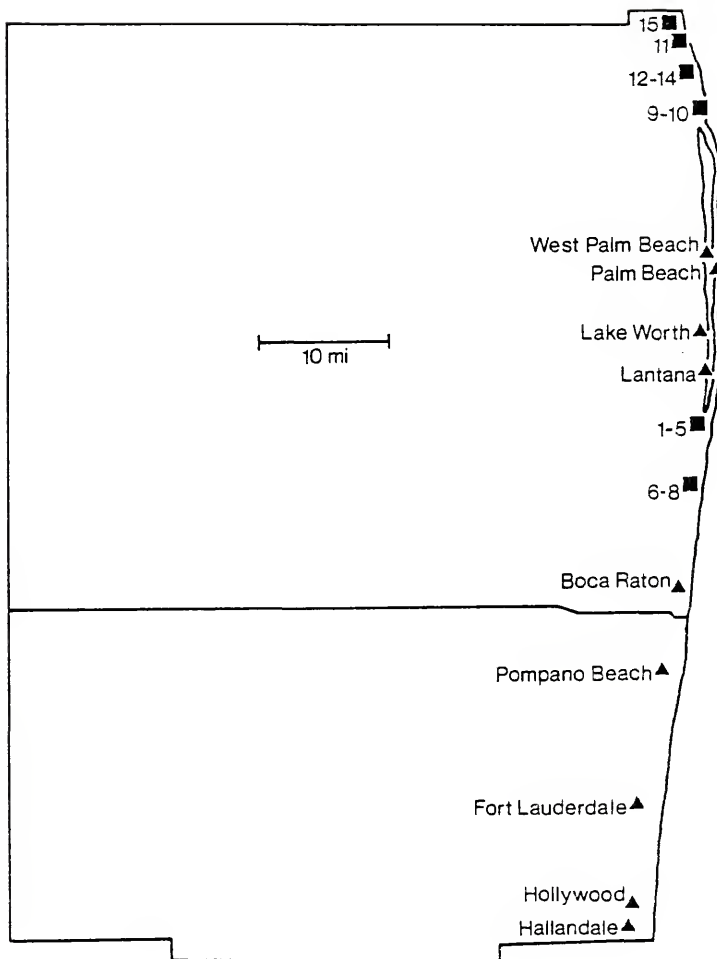 15
11
12-14
9-10
West Palm Beach
Palm Beach
Lake Worth
10 mi
Lantana
1-5
6-8
Boca Raton
Pompano Beach
Fort Lauderdale
Hollywood
Hallandale